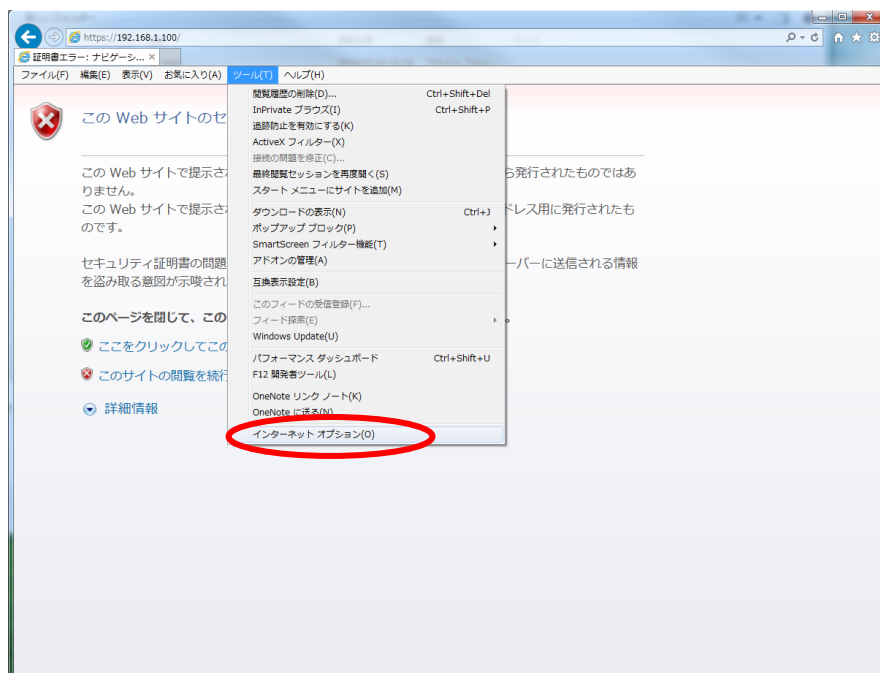 https://192.168.1.100/
証明書エラー: ナビゲーシ... ×
ファイル(F) 編集(E) 表示(V) お気に入り(A) ツール(T) ヘルプ(H)
閲覧履歴の削除(D)... Ctrl+Shift+Del
InPrivate ブラウズ(I) Ctrl+Shift+P
追跡防止を有効にする(K)
ActiveX フィルター(X)
接続の問題を修正(C)...
最終閲覧セッションを再度開く(S)
スタート メニューにサイトを追加(M)
ダウンロードの表示(N) Ctrl+J
ポップアップ ブロック(P)
SmartScreen フィルター機能(T)
アドオンの管理(A)
互換表示設定(B)
このフィードの受信登録(F)...
フィード探索(E)
Windows Update(U)
パフォーマンス ダッシュボード Ctrl+Shift+U
F12 開発者ツール(L)
OneNote リンク ノート(K)
OneNote に送る(N)
インターネット オプション(O)
この Web サイトのセ
この Web サイトで提示さ ら発行されたものではあ
りません。
この Web サイトで提示さ ドレス用に発行されたも
のです。
セキュリティ証明書の問題 ーバーに送信される情報
を盗み取る意図が示唆され
このページを閉じて、この 。
ここをクリックしてこの
このサイトの閲覧を続行
詳細情報